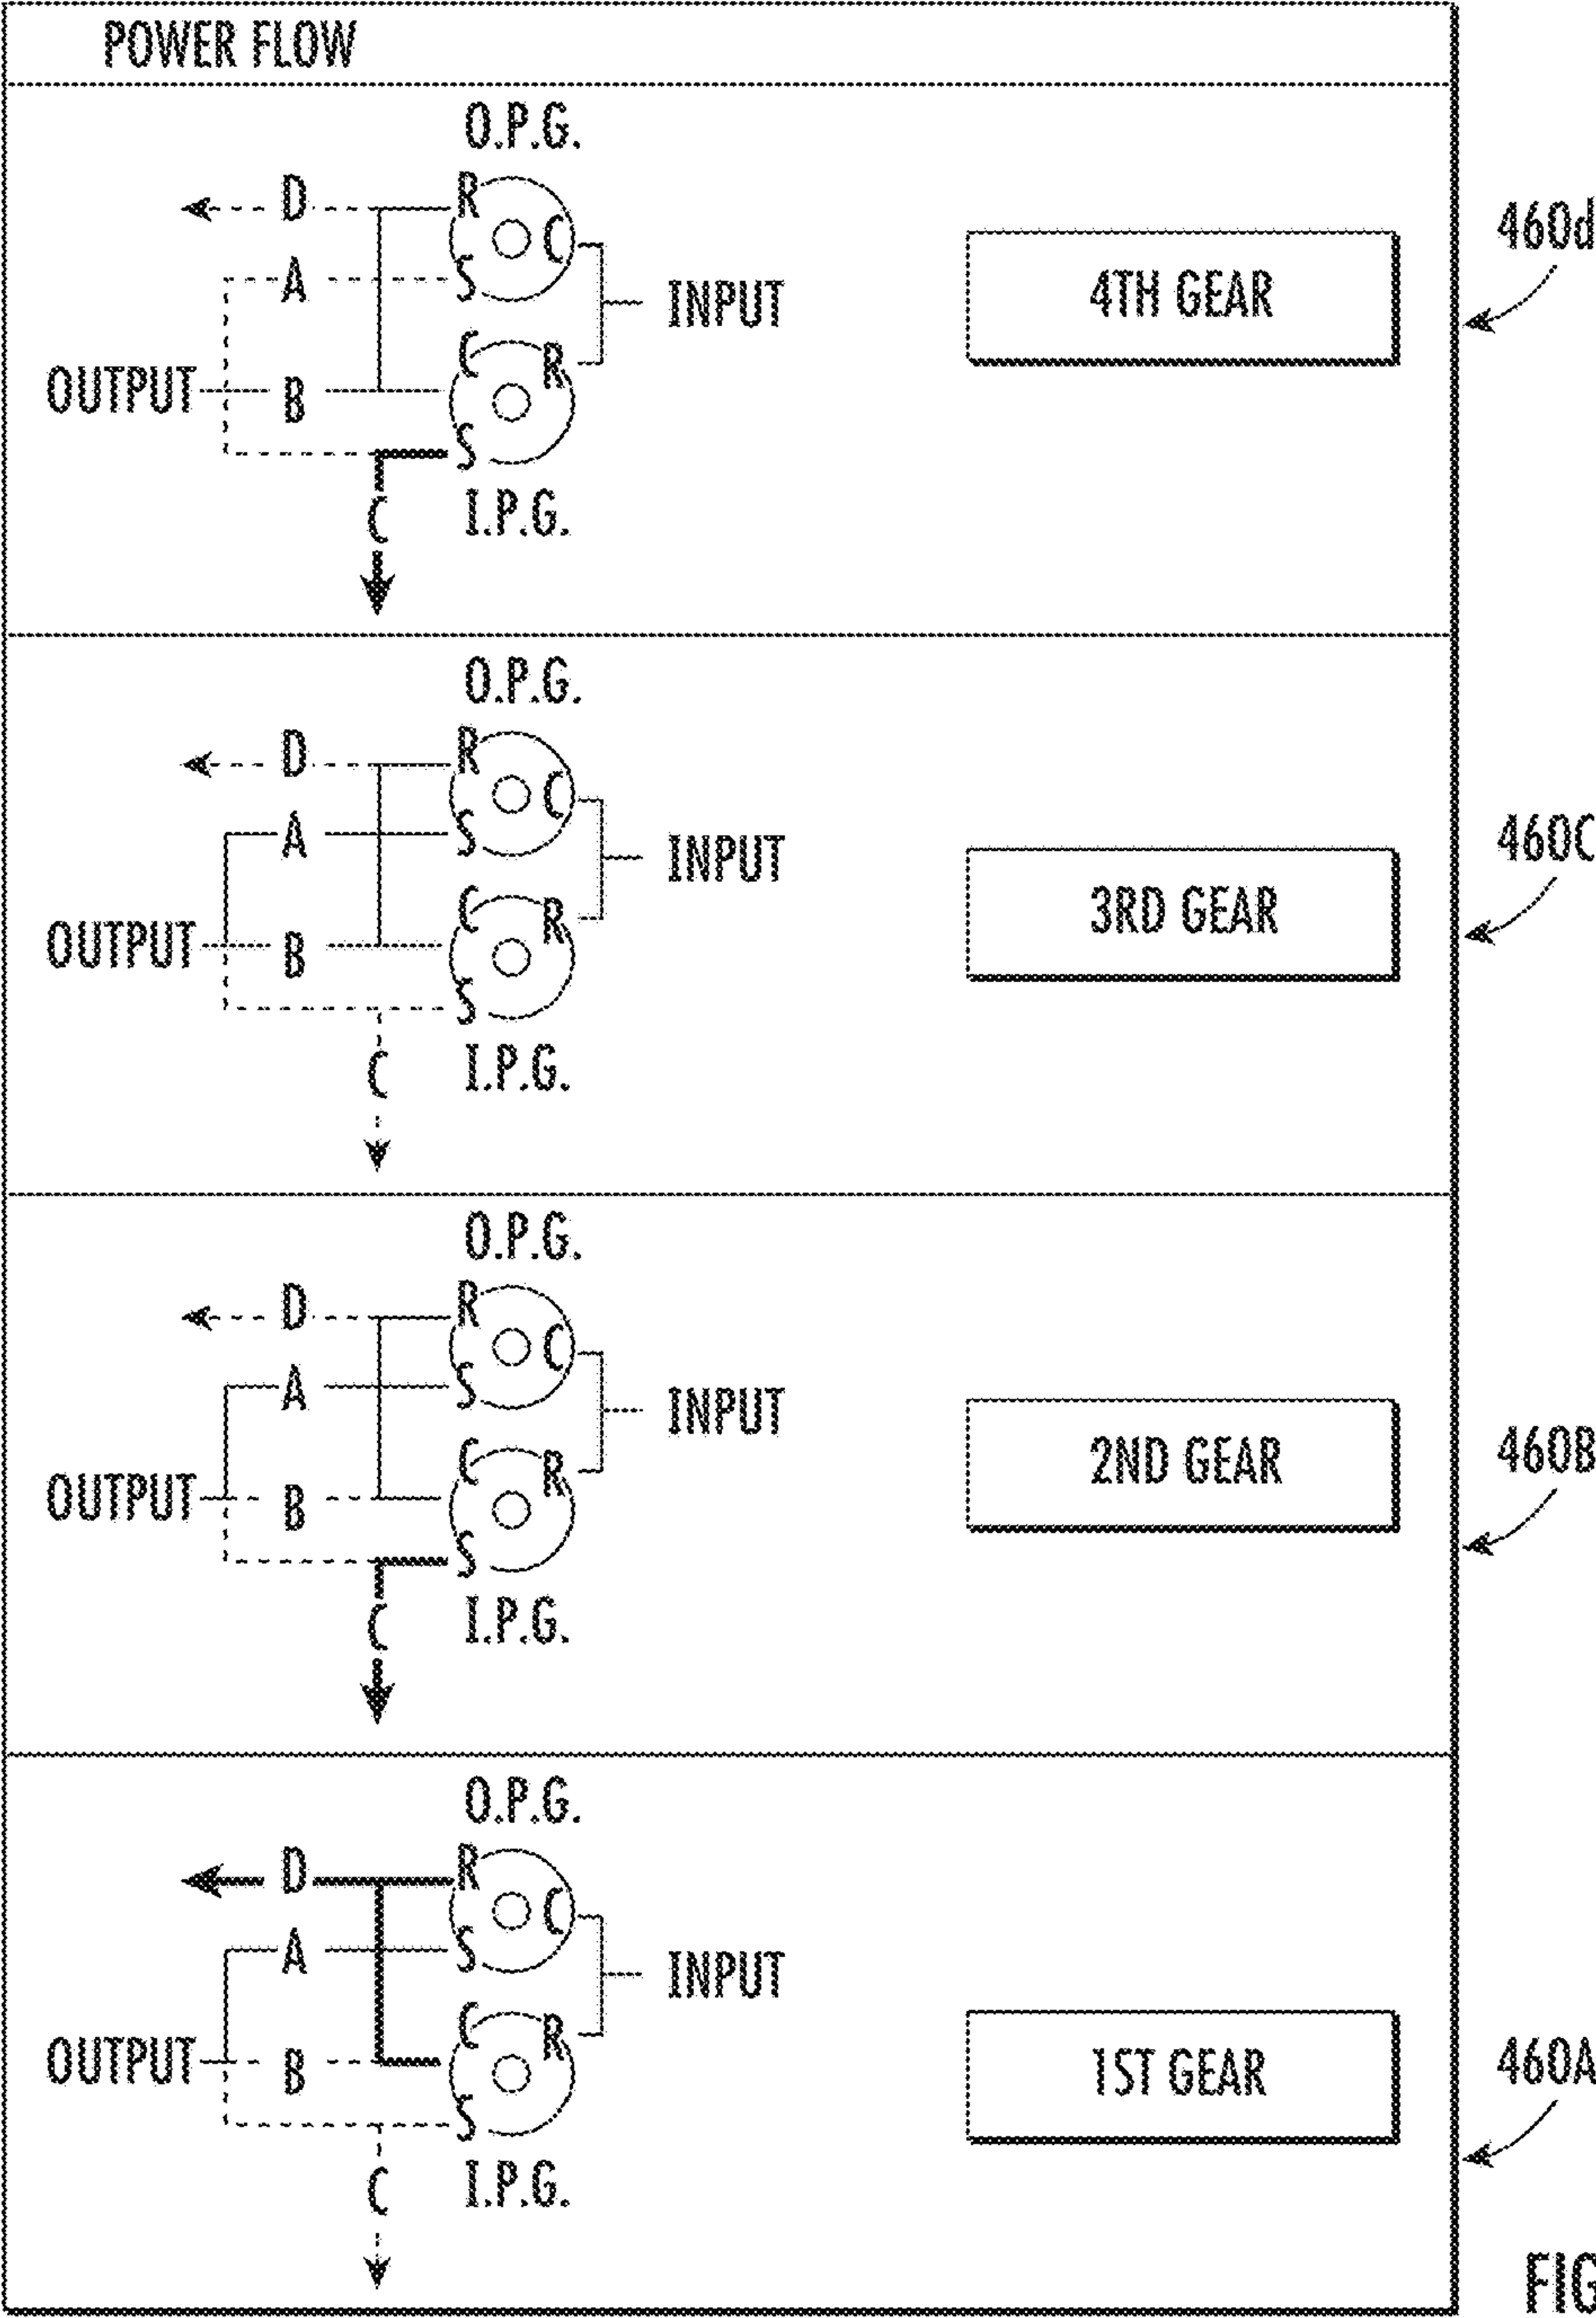 POWER FLOW
O.P.G.
D R
C
A S
INPUT
4TH GEAR
460d
C R
OUTPUT B
S
C I.P.G.
O.P.G.
D R
C
A S
INPUT
3RD GEAR
460C
C R
OUTPUT B
S
C I.P.G.
O.P.G.
D R
C
A S
INPUT
2ND GEAR
460B
C R
OUTPUT B
S
C I.P.G.
O.P.G.
D R
C
A S
INPUT
1ST GEAR
460A
C R
OUTPUT B
S
C I.P.G.
FIG